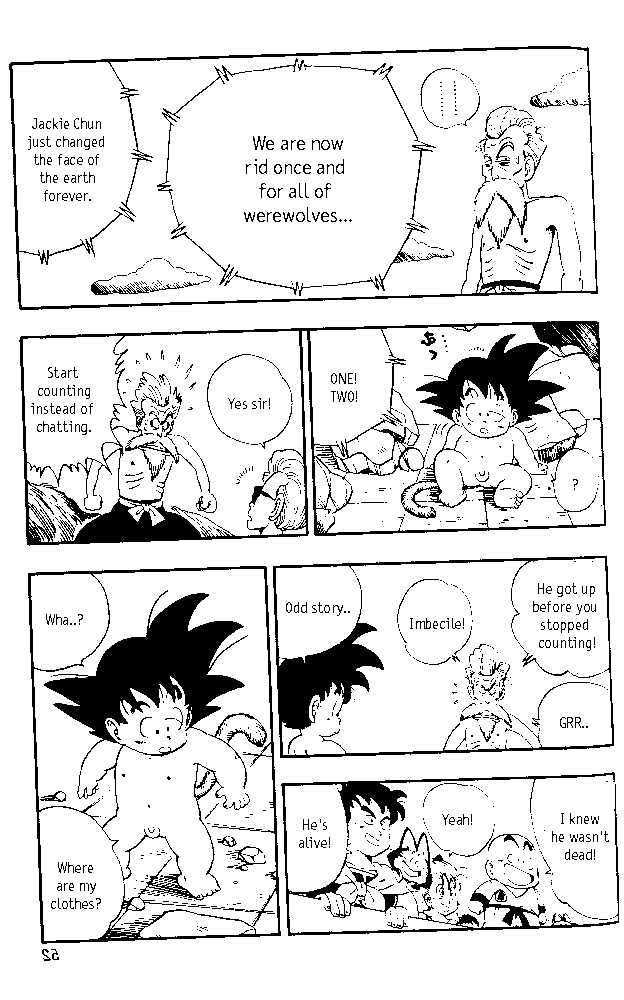 Jackie Chun
just changed
the face of
the earth
forever.
We are now
rid once and
for all of
werewolves...
Start
counting
instead of
chatting.
Yes sir!
ONE!
TWO!
?
Wha..?
Where
are my
clothes?
Odd story..
Imbecile!
He got up
before you
stopped
counting!
GRR..
He's
alive!
Yeah!
I knew
he wasn't
dead!
52